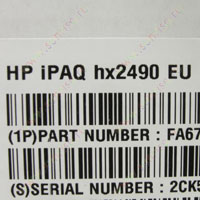 HP iPAQ hx2490 EU
(1P)PART NUMBER : FA67
(S)SERIAL NUMBER : 2CK5